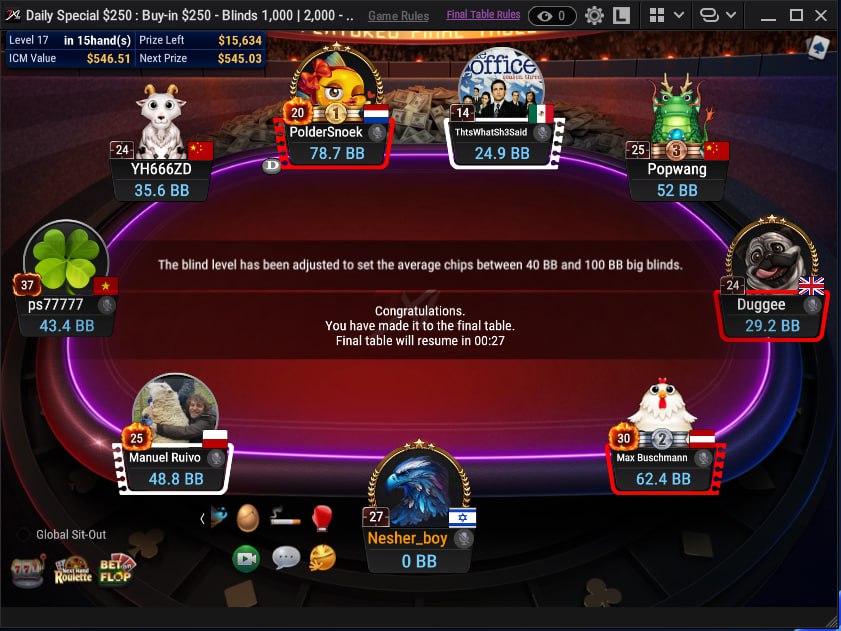 Daily Special $250 : Buy-in $250 - Blinds 1,000 | 2,000 - ..
Game Rules
Final Table Rules
0
L
Level 17 in 15hand(s) Prize Left $15,634
ICM Value $546.51 Next Prize $545.03
20
1
PolderSnoek
78.7 BB
office
14
ThtsWhatSh3Said
24.9 BB
24
YH666ZD
35.6 BB
D
25
3
Popwang
52 BB
37
ps77777
43.4 BB
24
Duggee
29.2 BB
The blind level has been adjusted to set the average chips between 40 BB and 100 BB big blinds.
Congratulations.
You have made it to the final table.
Final table will resume in 00:27
25
Manuel Ruivo
48.8 BB
30
2
Max Buschmann
62.4 BB
27
Nesher_boy
0 BB
Global Sit-Out
Next Hand
Roulette
BET on
FLOP